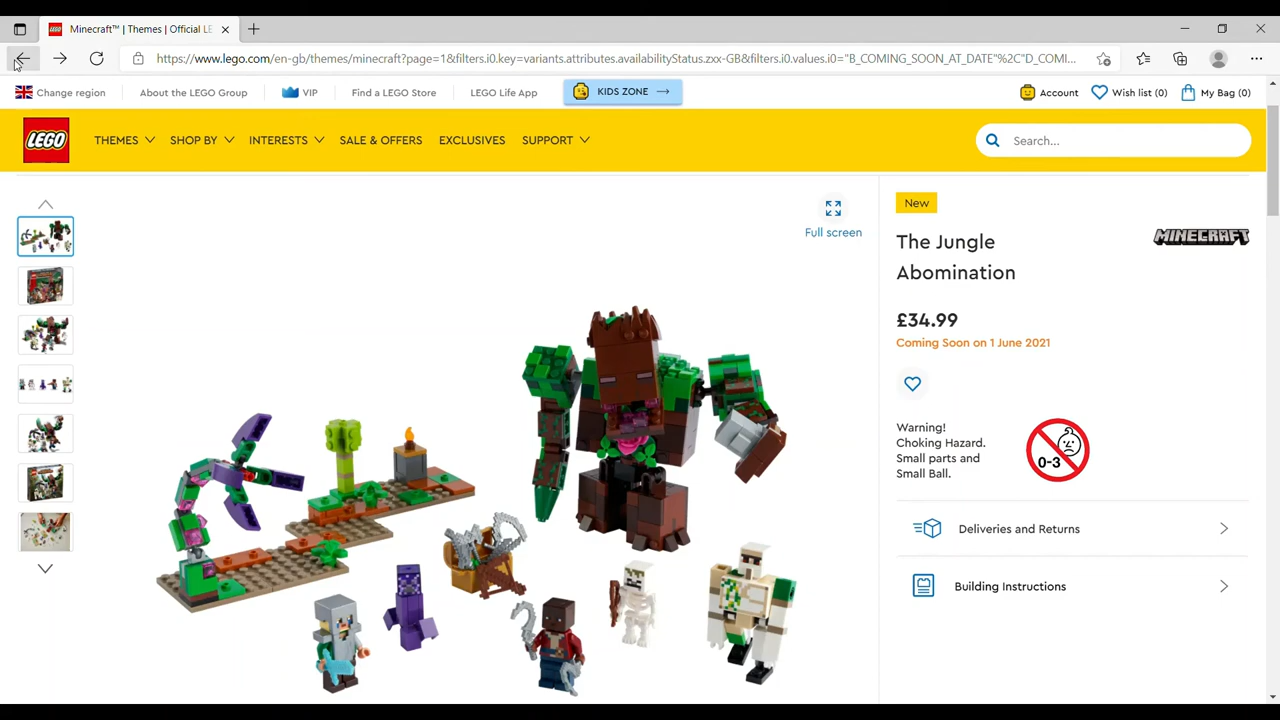 Minecraft™ | Themes | Official LE
https://www.lego.com/en-gb/themes/minecraft?page=1&filters.i0.key=variants.attributes.availabilityStatus.zxx-GB&filters.i0.values.i0="B_COMING_SOON_AT_DATE"%2C"D_COMI...
Change region
About the LEGO Group
VIP
Find a LEGO Store
LEGO Life App
KIDS ZONE
Account
Wish list (0)
My Bag (0)
LEGO
THEMES
SHOP BY
INTERESTS
SALE & OFFERS
EXCLUSIVES
SUPPORT
Search...
Full screen
New
MINECRAFT
The Jungle
Abomination
£34.99
Coming Soon on 1 June 2021
Warning!
Choking Hazard.
Small parts and
Small Ball.
0-3
Deliveries and Returns
Building Instructions